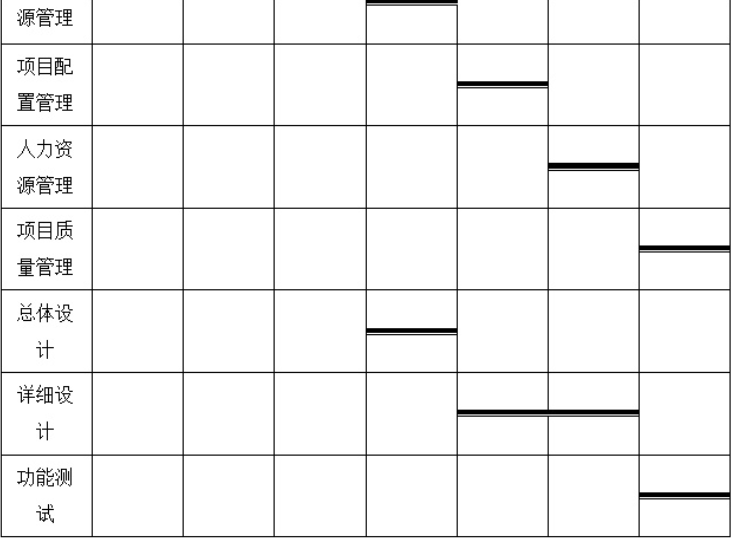 源管理
项目配
置管理
人力资
源管理
项目质
量管理
总体设
计
详细设
计
功能测
试